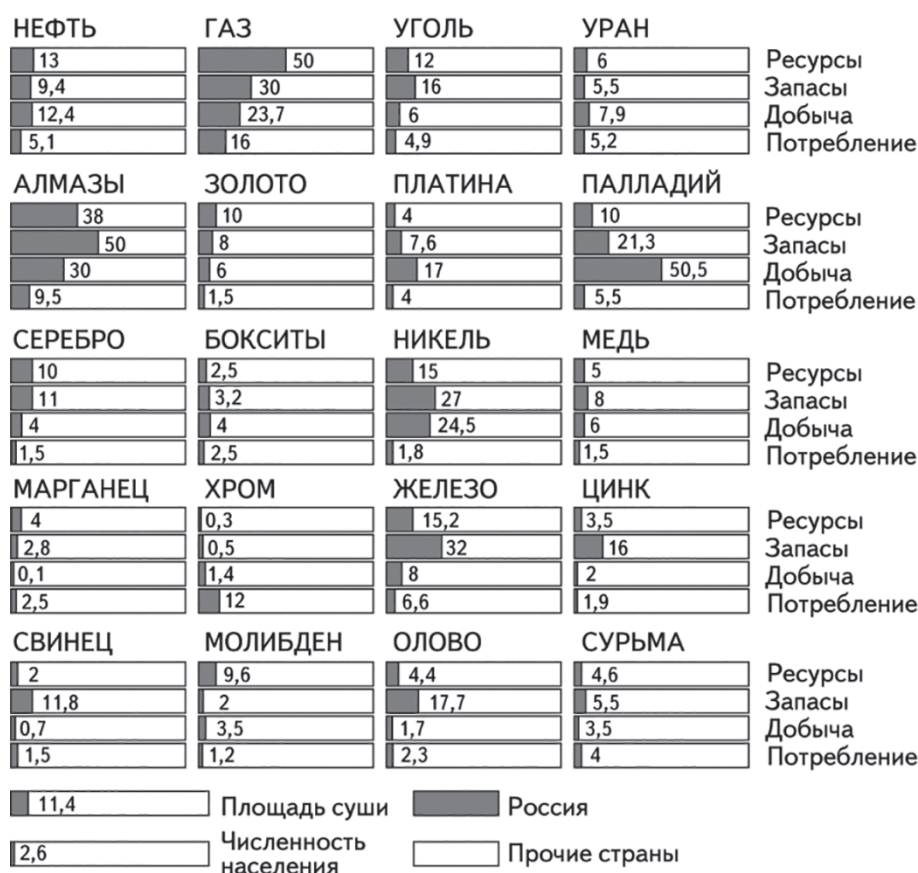 НЕФТЬ ГАЗ УГОЛЬ УРАН
13 50 12 6 Ресурсы
9,4 30 16 5,5 Запасы
12,4 23,7 6 7,9 Добыча
5,1 16 4,9 5,2 Потребление
АЛМАЗЫ ЗОЛОТО ПЛАТИНА ПАЛЛАДИЙ
38 10 4 10 Ресурсы
50 8 7,6 21,3 Запасы
30 6 17 50,5 Добыча
9,5 1,5 4 5,5 Потребление
СЕРЕБРО БОКСИТЫ НИКЕЛЬ МЕДЬ
10 2,5 15 5 Ресурсы
11 3,2 27 8 Запасы
4 4 24,5 6 Добыча
1,5 2,5 1,8 1,5 Потребление
МАРГАНЕЦ ХРОМ ЖЕЛЕЗО ЦИНК
4 0,3 15,2 3,5 Ресурсы
2,8 0,5 32 16 Запасы
0,1 1,4 8 2 Добыча
2,5 12 6,6 1,9 Потребление
СВИНЕЦ МОЛИБДЕН ОЛОВО СУРЬМА
2 9,6 4,4 4,6 Ресурсы
11,8 2 17,7 5,5 Запасы
0,7 3,5 1,7 3,5 Добыча
1,5 1,2 2,3 4 Потребление
11,4 Площадь суши Россия
2,6 Численность
населения Прочие страны